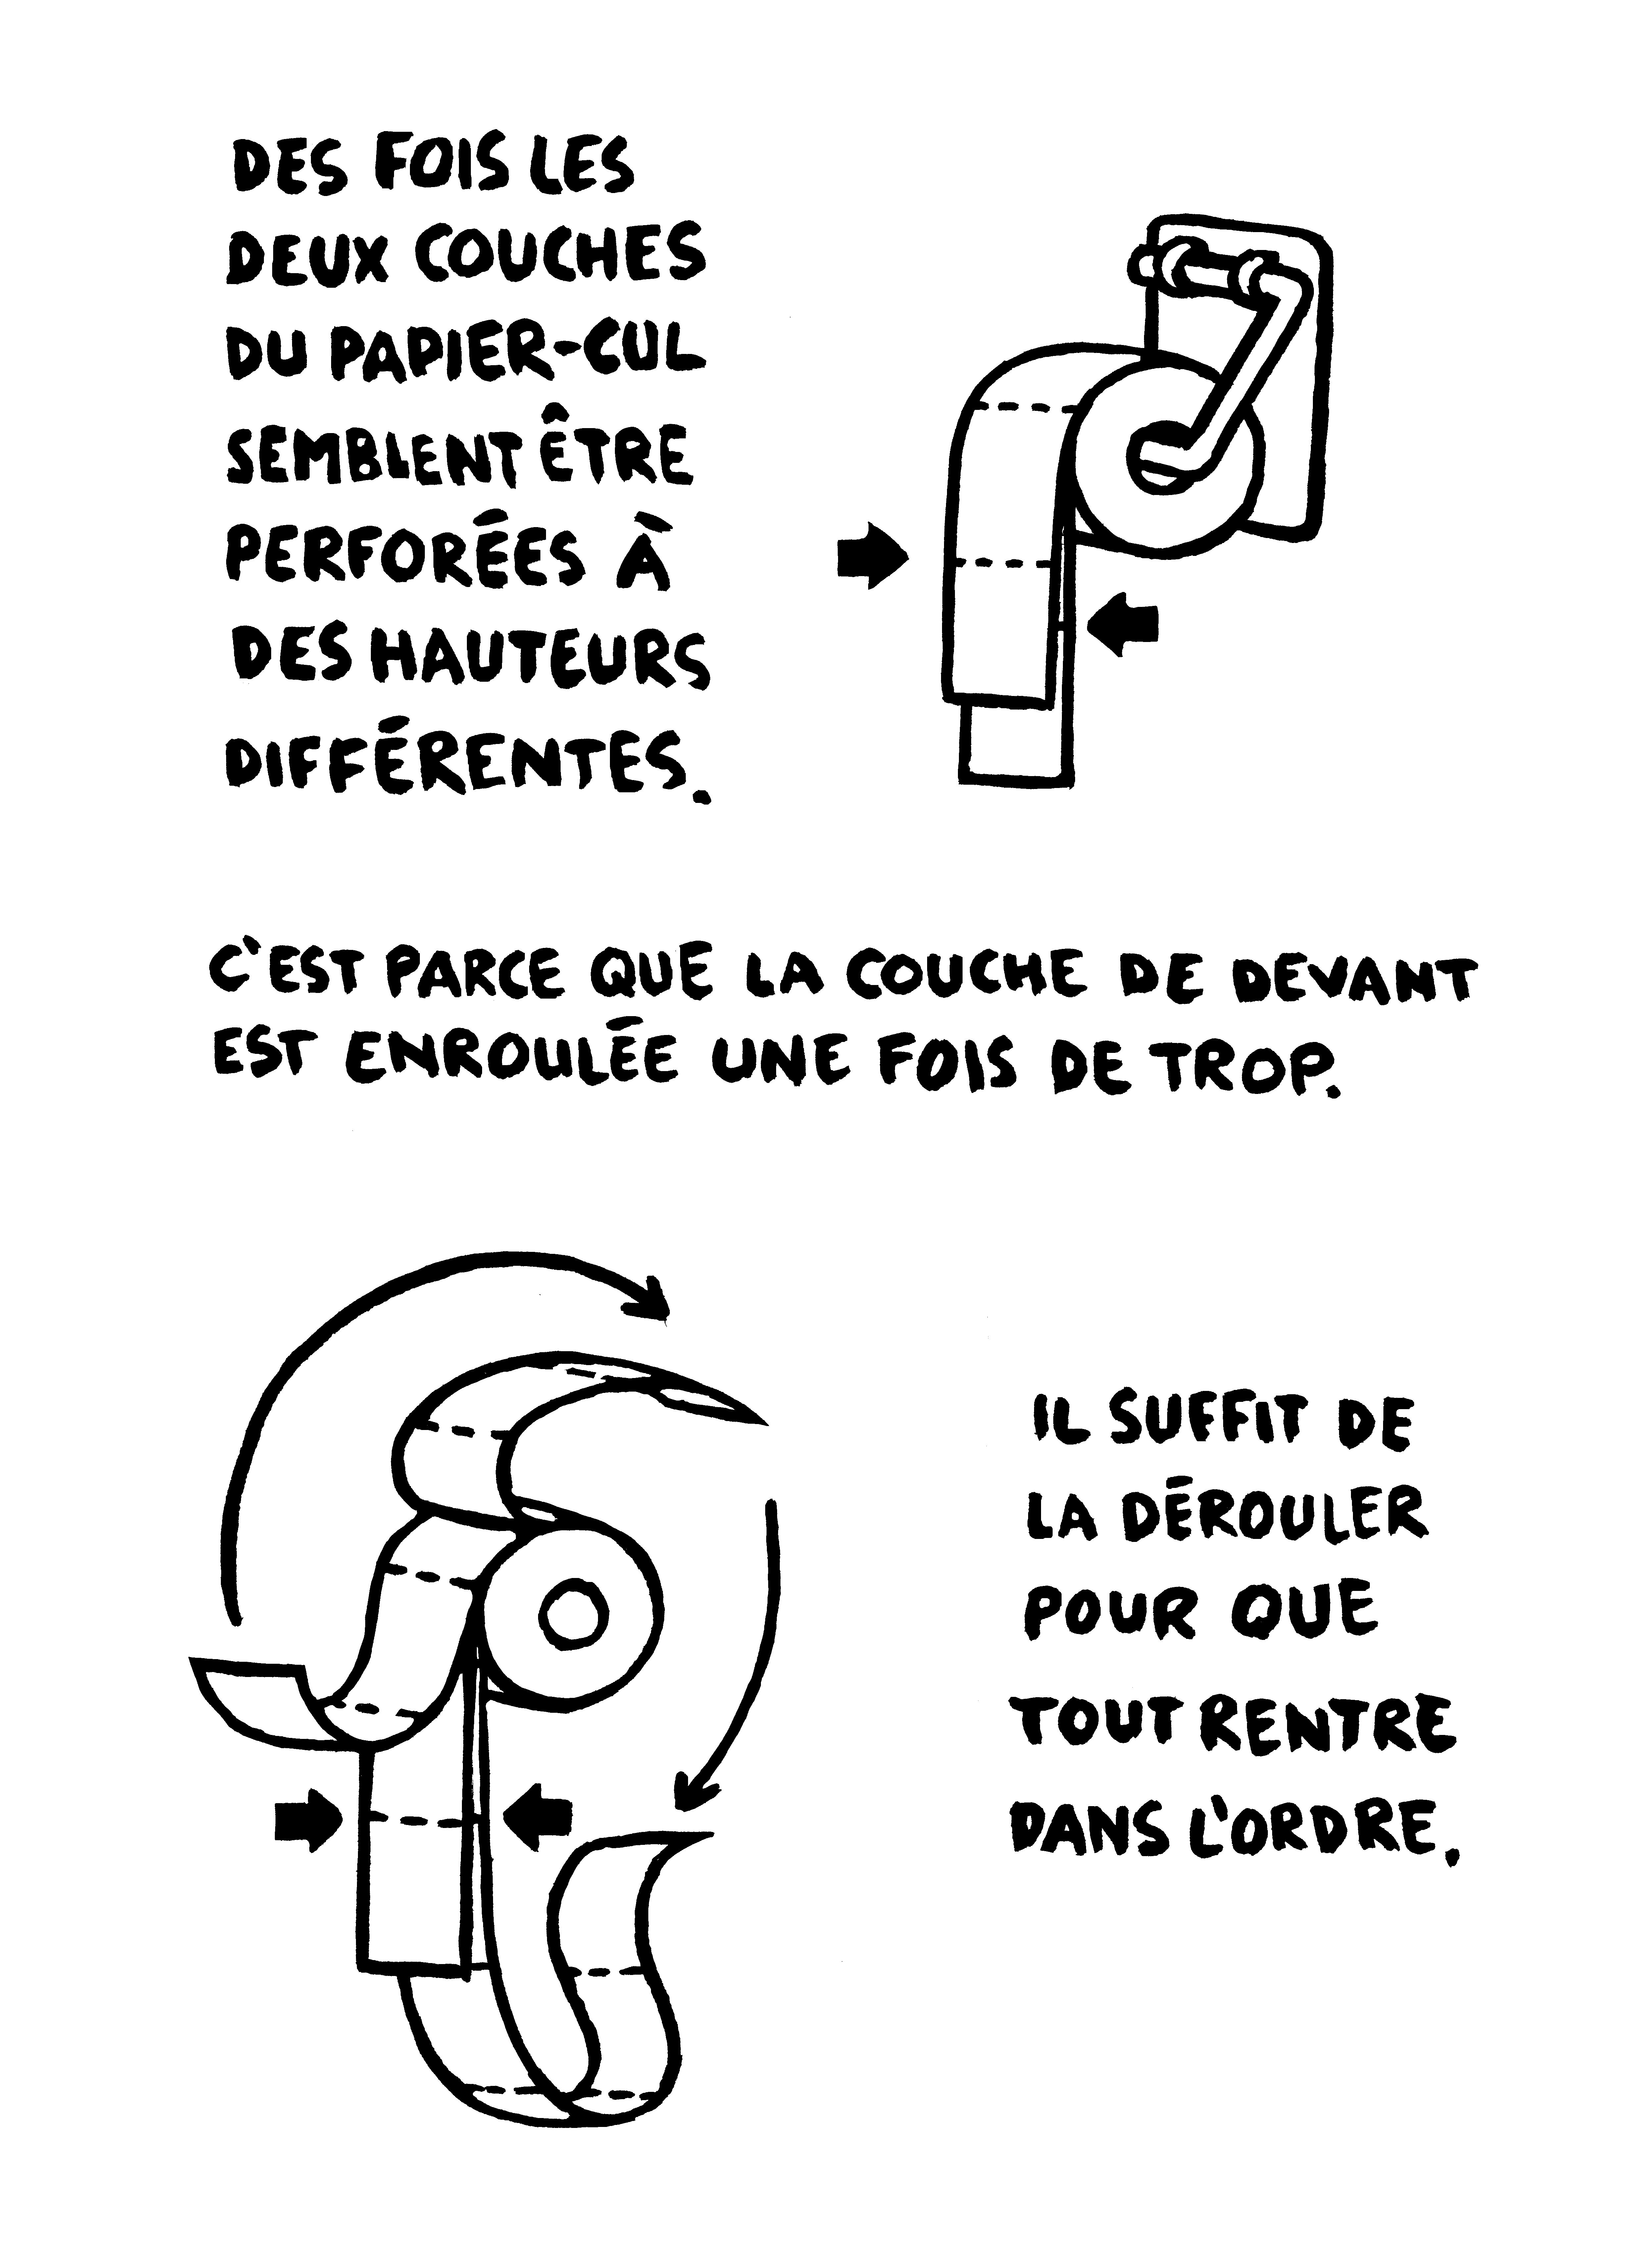 DES FOIS LES
DEUX COUCHES
DU PAPIER-CUL
SEMBLENT ÊTRE
PERFORÉES À
DES HAUTEURS
DIFFÉRENTES.
C'EST PARCE QUE LA COUCHE DE DEVANT
EST ENROULÉE UNE FOIS DE TROP.
IL SUFFIT DE
LA DÉROULER
POUR QUE
TOUT RENTRE
DANS L'ORDRE.